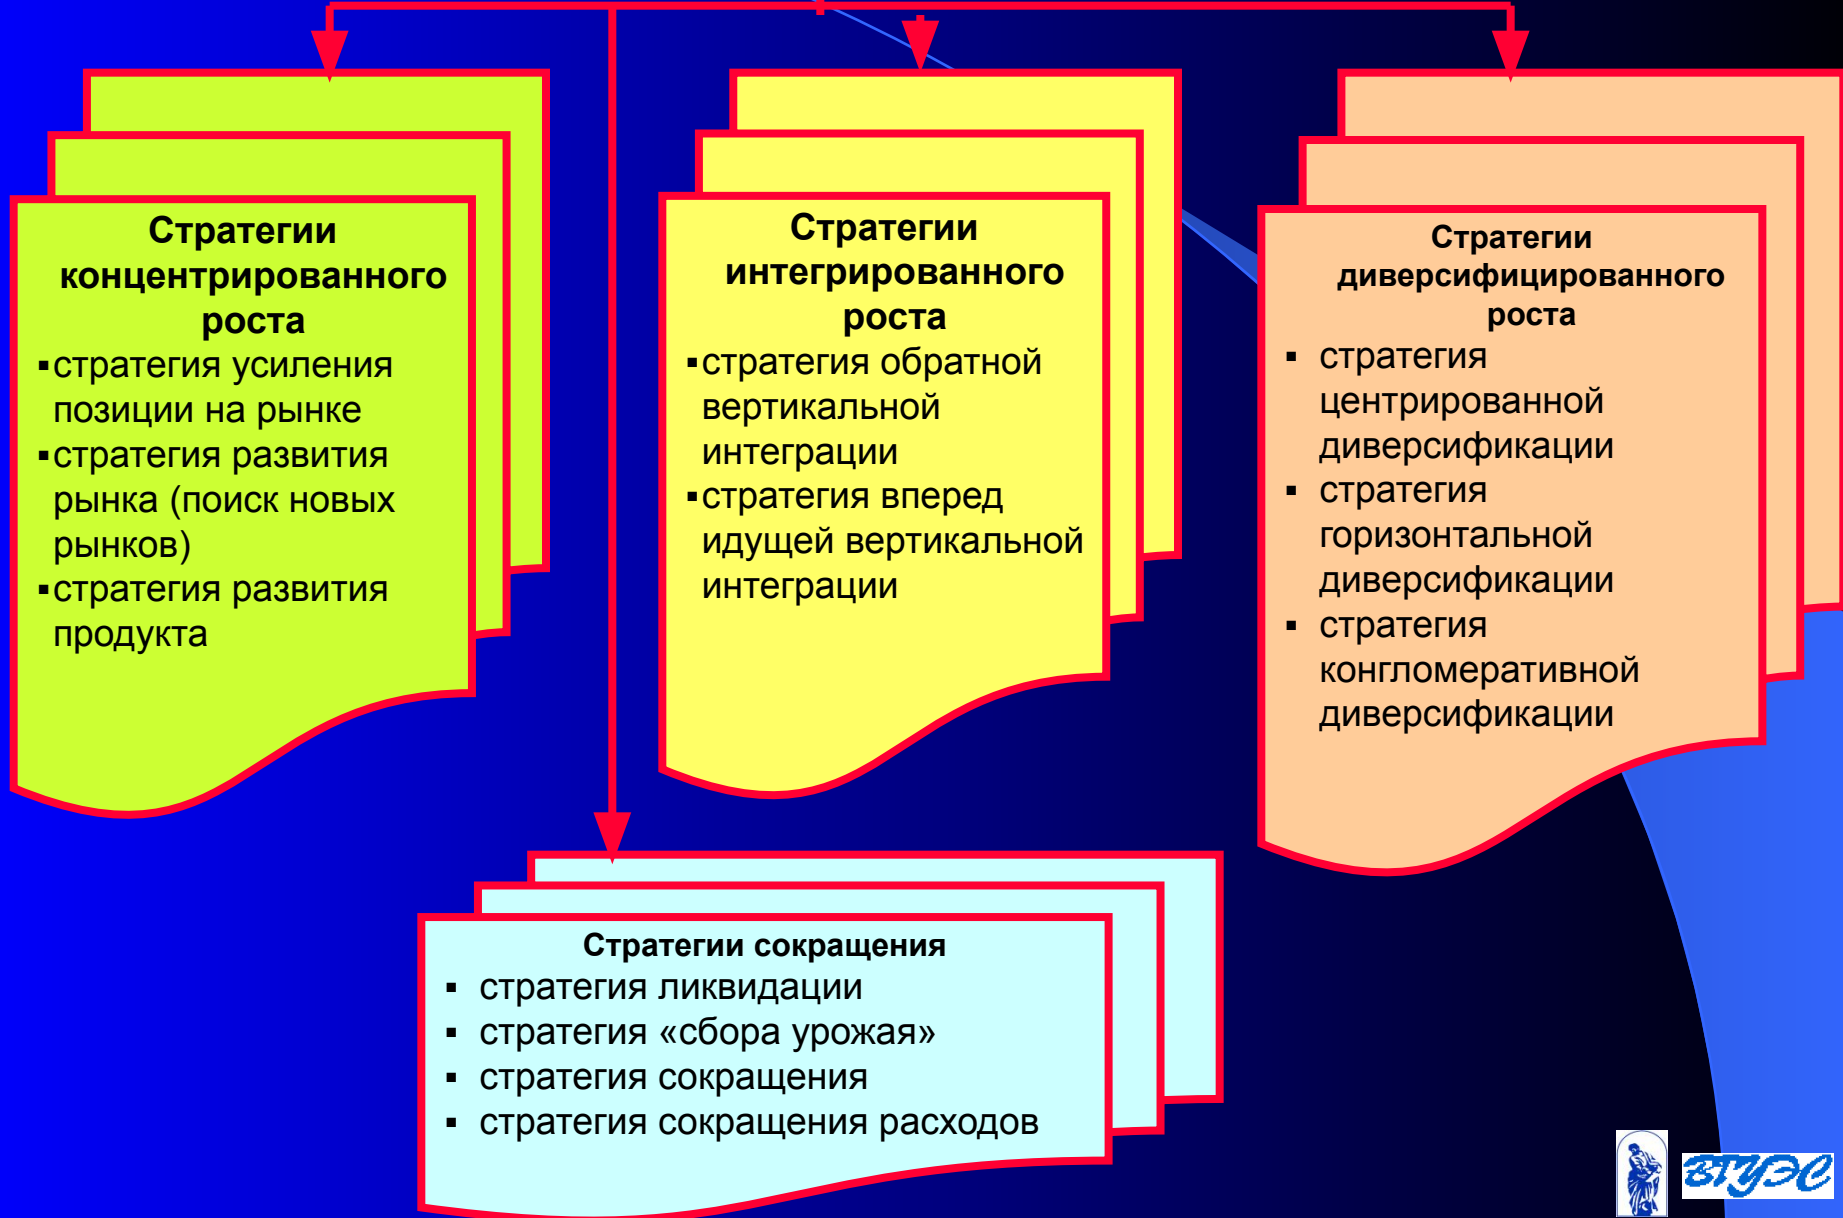 Стратегии
концентрированного
роста
▪стратегия усиления
позиции на рынке
▪стратегия развития
рынка (поиск новых
рынков)
▪стратегия развития
продукта
Стратегии
интегрированного
роста
▪стратегия обратной
вертикальной
интеграции
▪стратегия вперед
идущей вертикальной
интеграции
Стратегии
диверсифицированного
роста
▪ стратегия
центрированной
диверсификации
▪ стратегия
горизонтальной
диверсификации
▪ стратегия
конгломеративной
диверсификации
Стратегии сокращения
▪ стратегия ликвидации
▪ стратегия «сбора урожая»
▪ стратегия сокращения
▪ стратегия сокращения расходов
ВГУЭС